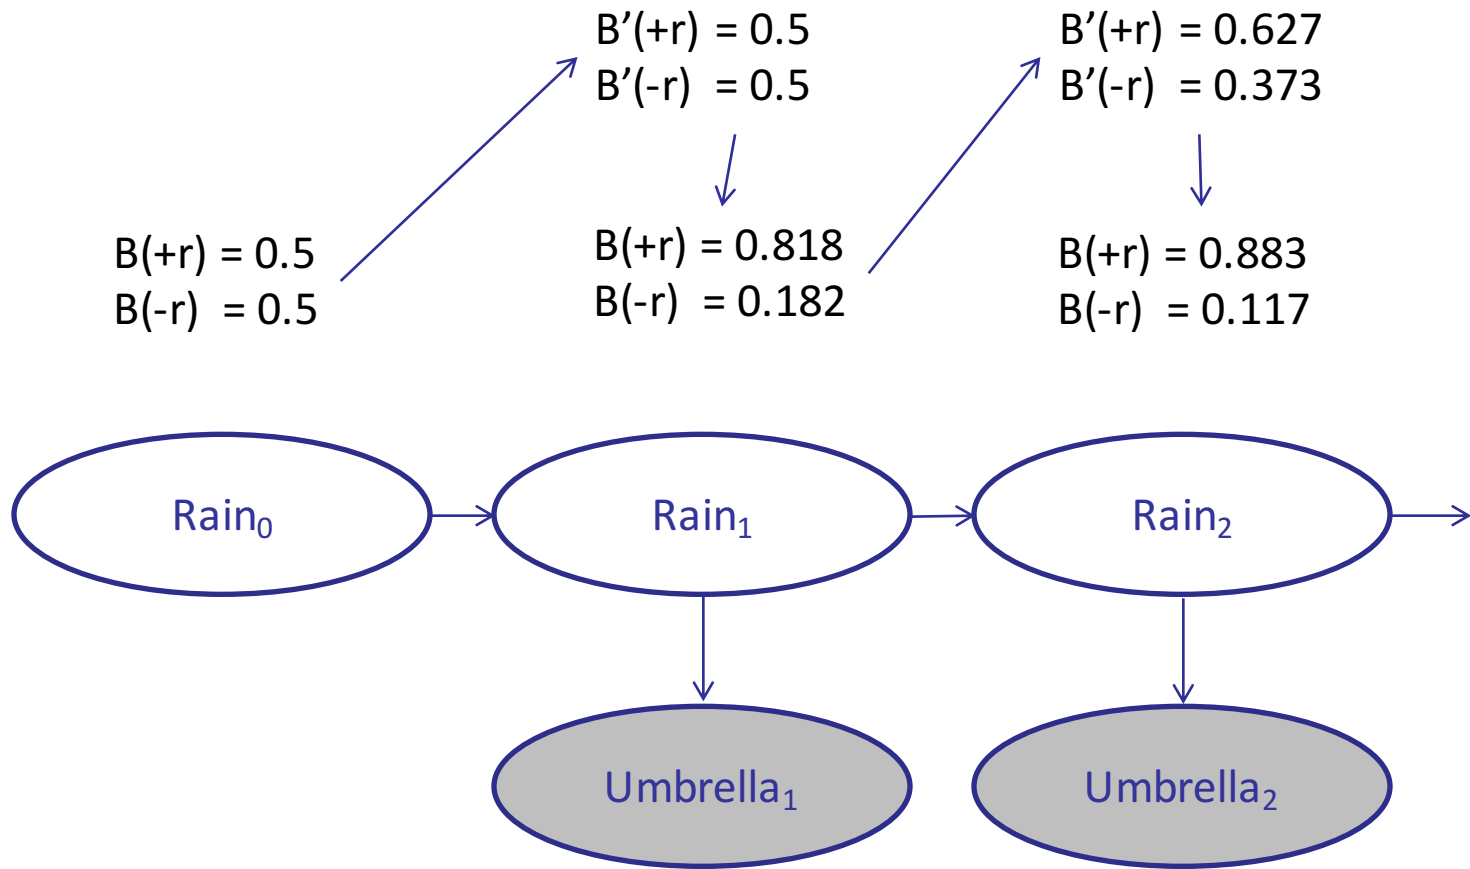 B’(+r) = 0.5
B’(-r) = 0.5
B’(+r) = 0.627
B’(-r) = 0.373
B(+r) = 0.5
B(-r) = 0.5
B(+r) = 0.818
B(-r) = 0.182
B(+r) = 0.883
B(-r) = 0.117
Rain₀
Rain₁
Rain₂
Umbrella₁
Umbrella₂